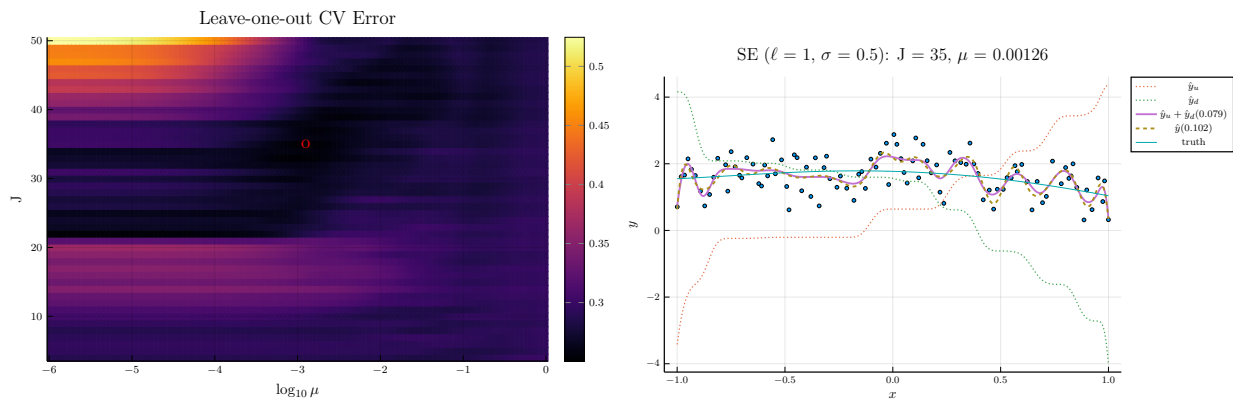 Leave-one-out CV Error
50
40
30
20
10
J
−6
−5
−4
−3
−2
−1
0
log₁₀ μ
O
0.5
0.45
0.4
0.35
0.3
SE (ℓ = 1, σ = 0.5): J = 35, μ = 0.00126
4
2
0
−2
−4
y
−1.0
−0.5
0.0
0.5
1.0
x
ŷ_u
ŷ_d
ŷ_u + ŷ_d(0.079)
ŷ(0.102)
truth